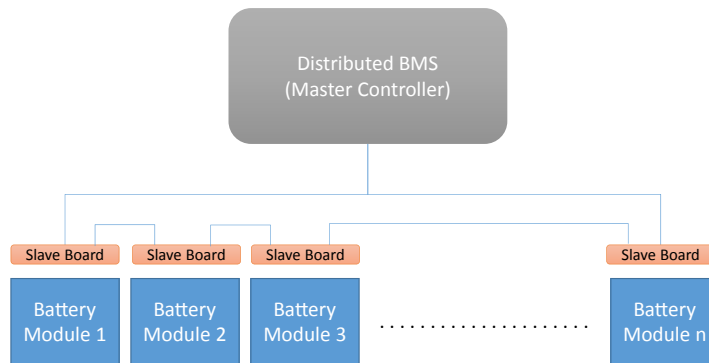 Distributed BMS
(Master Controller)
Slave Board
Slave Board
Slave Board
Slave Board
Battery
Module 1
Battery
Module 2
Battery
Module 3
Battery
Module n